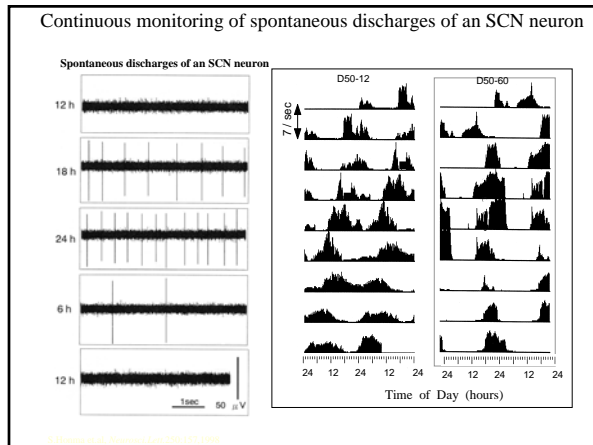 Continuous monitoring of spontaneous discharges of an SCN neuron
Spontaneous discharges of an SCN neuron
12 h
18 h
24 h
6 h
12 h
1sec 50 μV
D50-12
D50-60
7 / sec
24 12 24 12 24
24 12 24 12 24
Time of Day (hours)